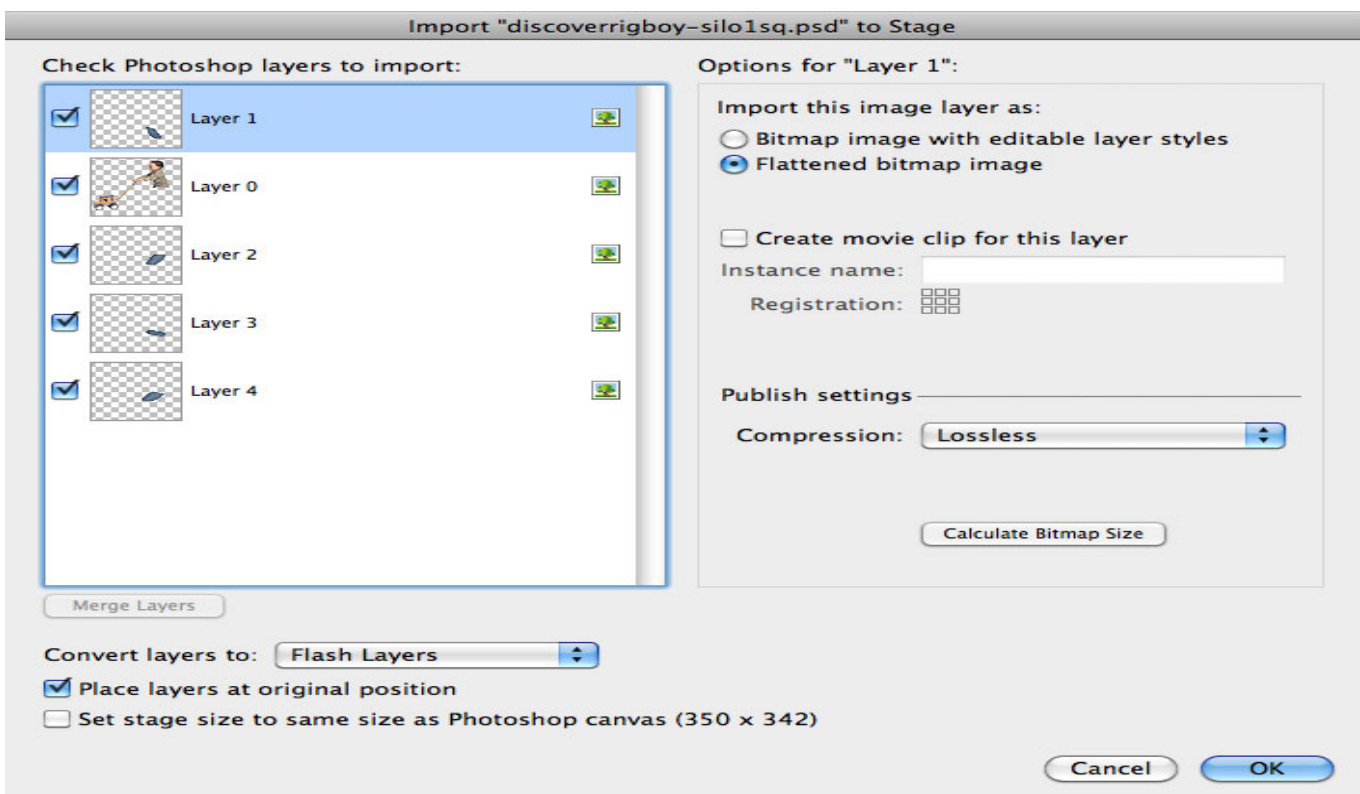 Import "discoverrigboy-silo1sq.psd" to Stage
Check Photoshop layers to import:
Layer 1
Layer 0
Layer 2
Layer 3
Layer 4
Merge Layers
Convert layers to: Flash Layers
Place layers at original position
Set stage size to same size as Photoshop canvas (350 x 342)
Options for "Layer 1":
Import this image layer as:
Bitmap image with editable layer styles
Flattened bitmap image
Create movie clip for this layer
Instance name:
Registration:
Publish settings
Compression: Lossless
Calculate Bitmap Size
Cancel OK